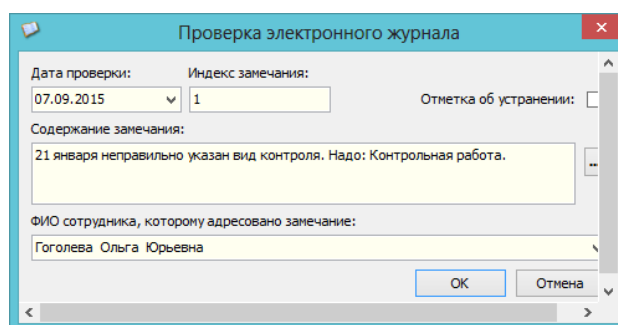 Проверка электронного журнала
Дата проверки: Индекс замечания:
07.09.2015 1 Отметка об устранении:
Содержание замечания:
21 января неправильно указан вид контроля. Надо: Контрольная работа.
...
ФИО сотрудника, которому адресовано замечание:
Гоголева Ольга Юрьевна
ОК Отмена